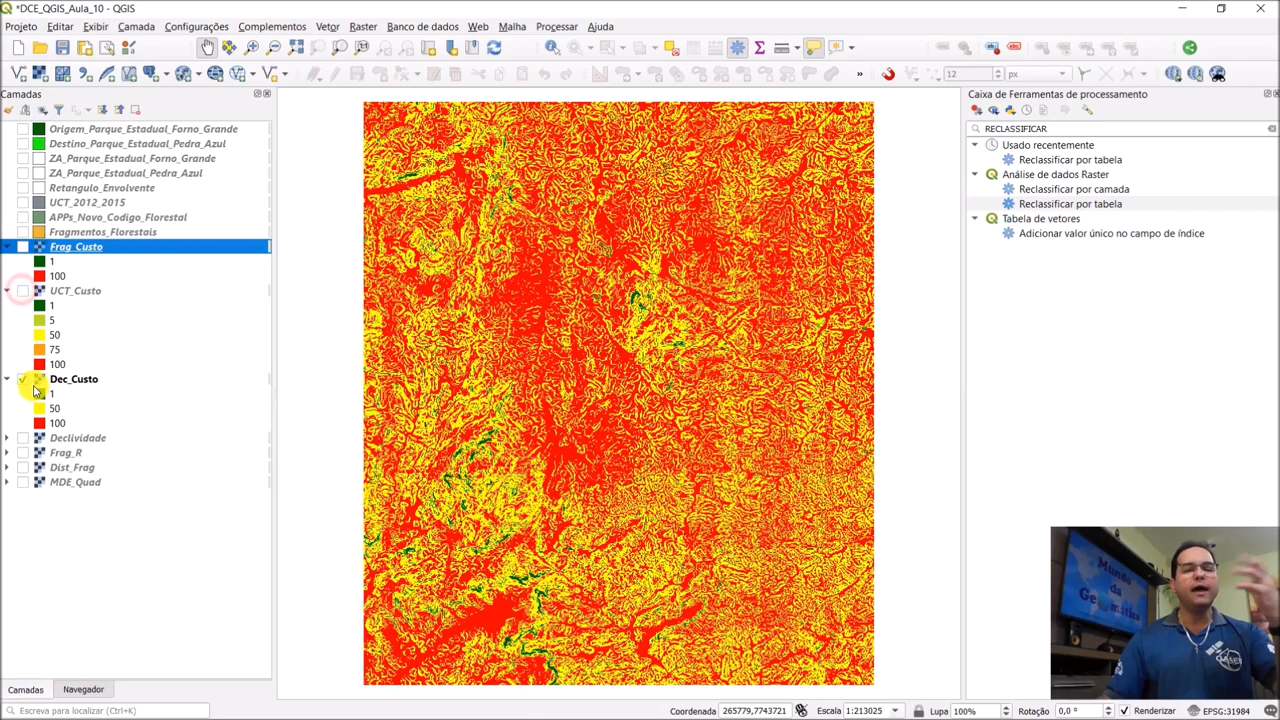 *DCE_QGIS_Aula_10 - QGIS
Projeto Editar Exibir Camada Configurações Complementos Vetor Raster Banco de dados Web Malha Processar Ajuda
12 px
Camadas
Origem_Parque_Estadual_Forno_Grande
Destino_Parque_Estadual_Pedra_Azul
ZA_Parque_Estadual_Forno_Grande
ZA_Parque_Estadual_Pedra_Azul
Retangulo_Envolvente
UCT_2012_2015
APPs_Novo_Codigo_Florestal
Fragmentos_Florestais
Frag_Custo
1
100
UCT_Custo
1
5
50
75
100
Dec_Custo
1
50
100
Declividade
Frag_R
Dist_Frag
MDE_Quad
Camadas Navegador
Caixa de Ferramentas de processamento
RECLASSIFICAR
Usado recentemente
Reclassificar por tabela
Análise de dados Raster
Reclassificar por camada
Reclassificar por tabela
Tabela de vetores
Adicionar valor único no campo de índice
Mundo
da
Escreva para localizar (Ctrl+K) Coordenada 265779,7743721 Escala 1:213025 Lupa 100% Rotação 0,0 ° Renderizar EPSG:31984